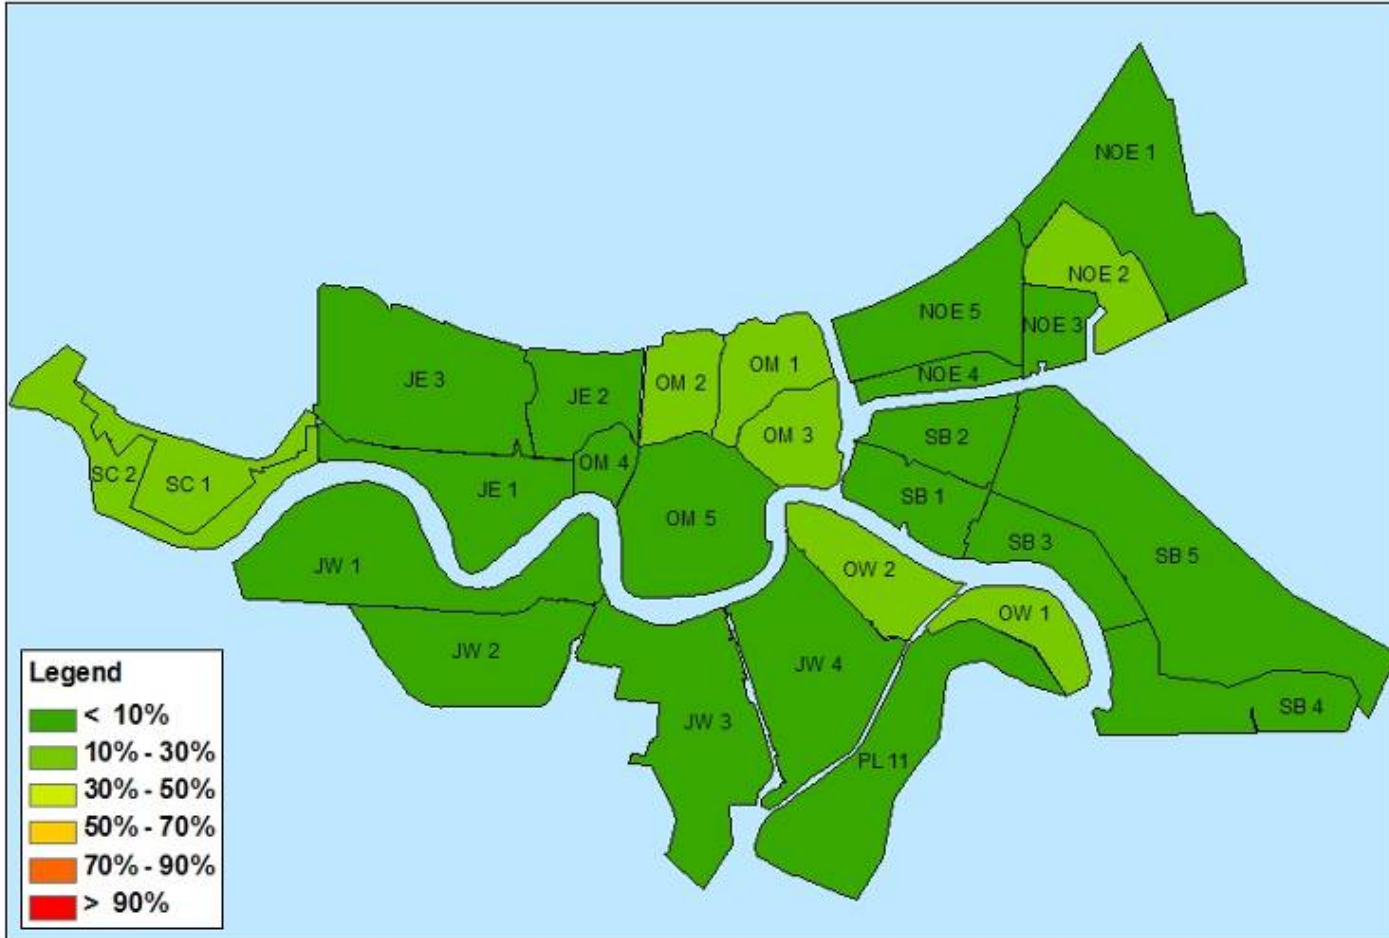 NOE 1
NOE 2
NOE 5
NOE 3
OM 1
NOE 4
JE 3
OM 2
JE 2
OM 3
SB 2
OM 4
SC 2
SC 1
JE 1
SB 1
OM 5
SB 3
SB 5
JW 1
OW 2
OW 1
JW 2
JW 4
SB 4
JW 3
PL 11
Legend
< 10%
10% - 30%
30% - 50%
50% - 70%
70% - 90%
> 90%